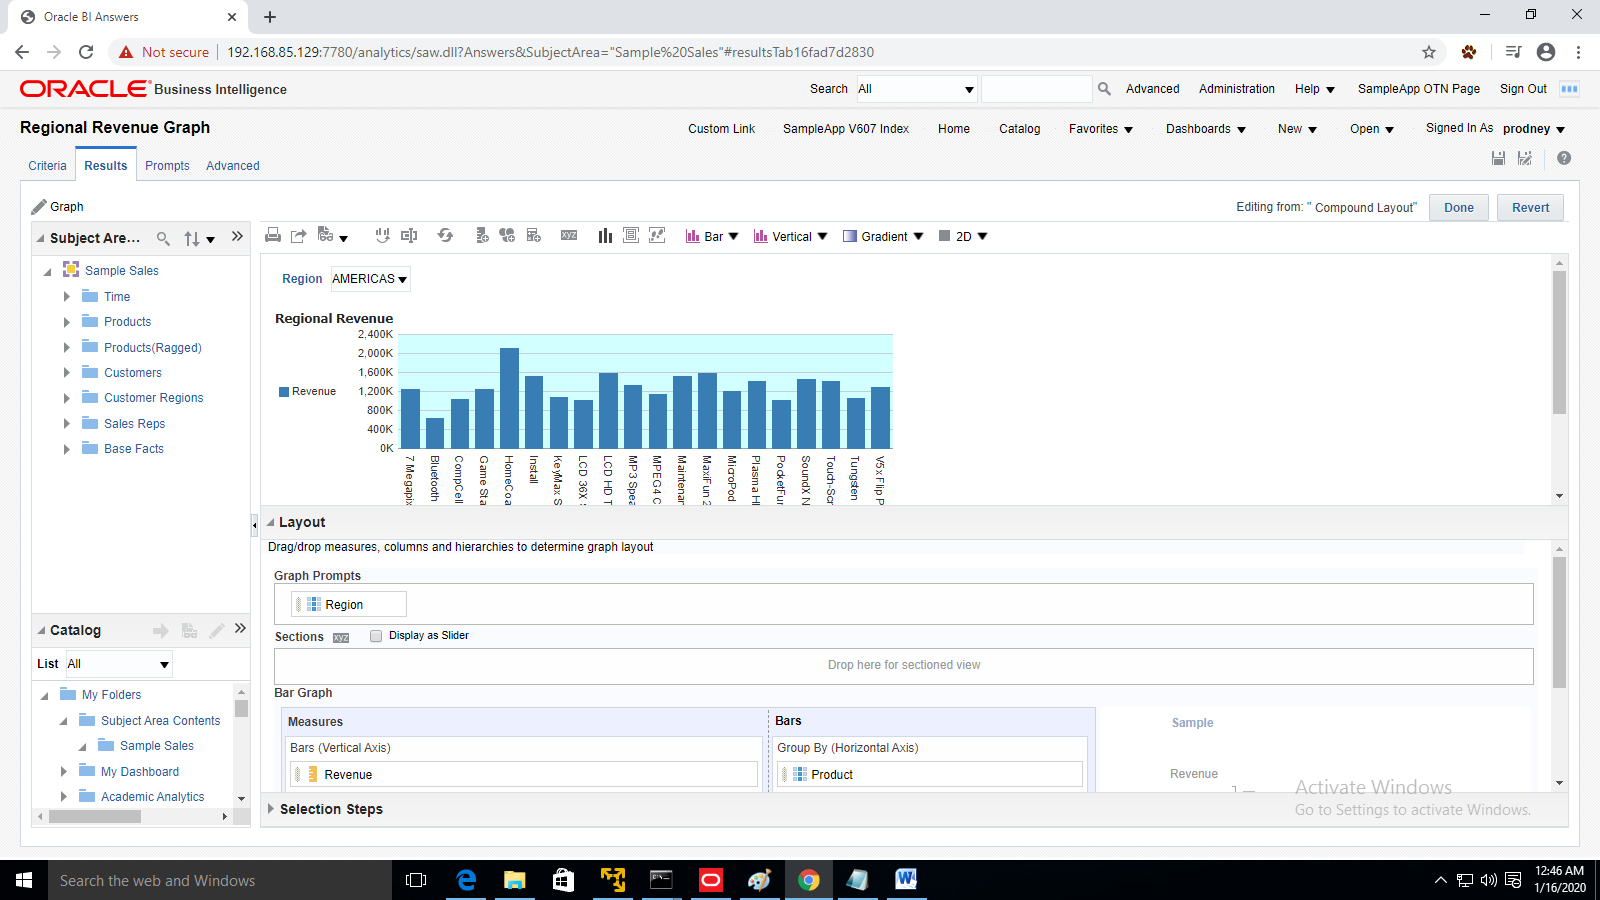 Oracle BI Answers
Not secure | 192.168.85.129:7780/analytics/saw.dll?Answers&SubjectArea="Sample%20Sales"#resultsTab16fad7d2830
ORACLE Business Intelligence
Search All Advanced Administration Help SampleApp OTN Page Sign Out
Regional Revenue Graph
Custom Link SampleApp V607 Index Home Catalog Favorites Dashboards New Open Signed In As prodney
Criteria Results Prompts Advanced
Graph
Editing from: " Compound Layout" Done Revert
Subject Are...
Bar Vertical Gradient 2D
Sample Sales
Time
Products
Products(Ragged)
Customers
Customer Regions
Sales Reps
Base Facts
Region AMERICAS
Regional Revenue
2,400K
2,000K
1,600K
1,200K
800K
400K
0K
Revenue
7 Megapix
Bluetooth
CompCell
Game Sta
HomeCoa
Install
KeyMax S
LCD 36X
LCD HD T
MP3 Spea
MPEG4 C
Maintenan
MaxiFun 2
MicroPod
Plasma H
PocketFur
SoundX N
Touch-Scr
Tungsten
V5x Flip P
Layout
Drag/drop measures, columns and hierarchies to determine graph layout
Graph Prompts
Region
Sections xyz Display as Slider
Drop here for sectioned view
Bar Graph
Measures
Bars (Vertical Axis)
Revenue
Bars
Group By (Horizontal Axis)
Product
Sample
Revenue
Selection Steps
Catalog
List All
My Folders
Subject Area Contents
Sample Sales
My Dashboard
Academic Analytics
Activate Windows
Go to Settings to activate Windows.
Search the web and Windows
12:46 AM
1/16/2020